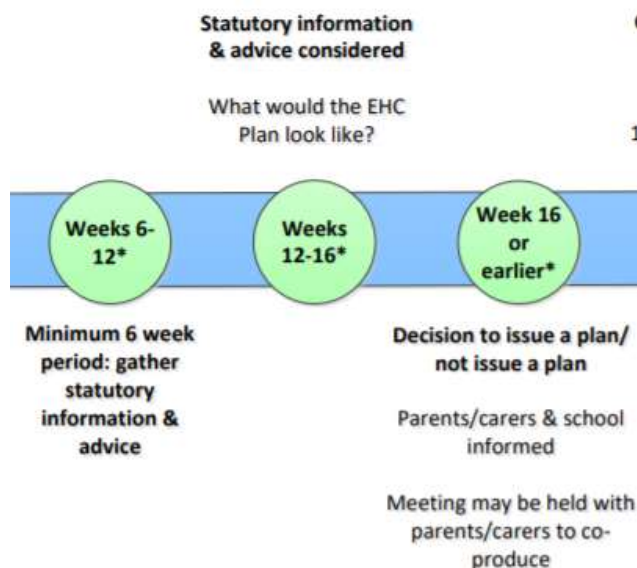 Statutory information
& advice considered
What would the EHC
Plan look like?
Weeks 6-
12*
Weeks
12-16*
Week 16
or
earlier*
Minimum 6 week
period: gather
statutory
information &
advice
Decision to issue a plan/
not issue a plan
Parents/carers & school
informed
Meeting may be held with
parents/carers to co-
produce